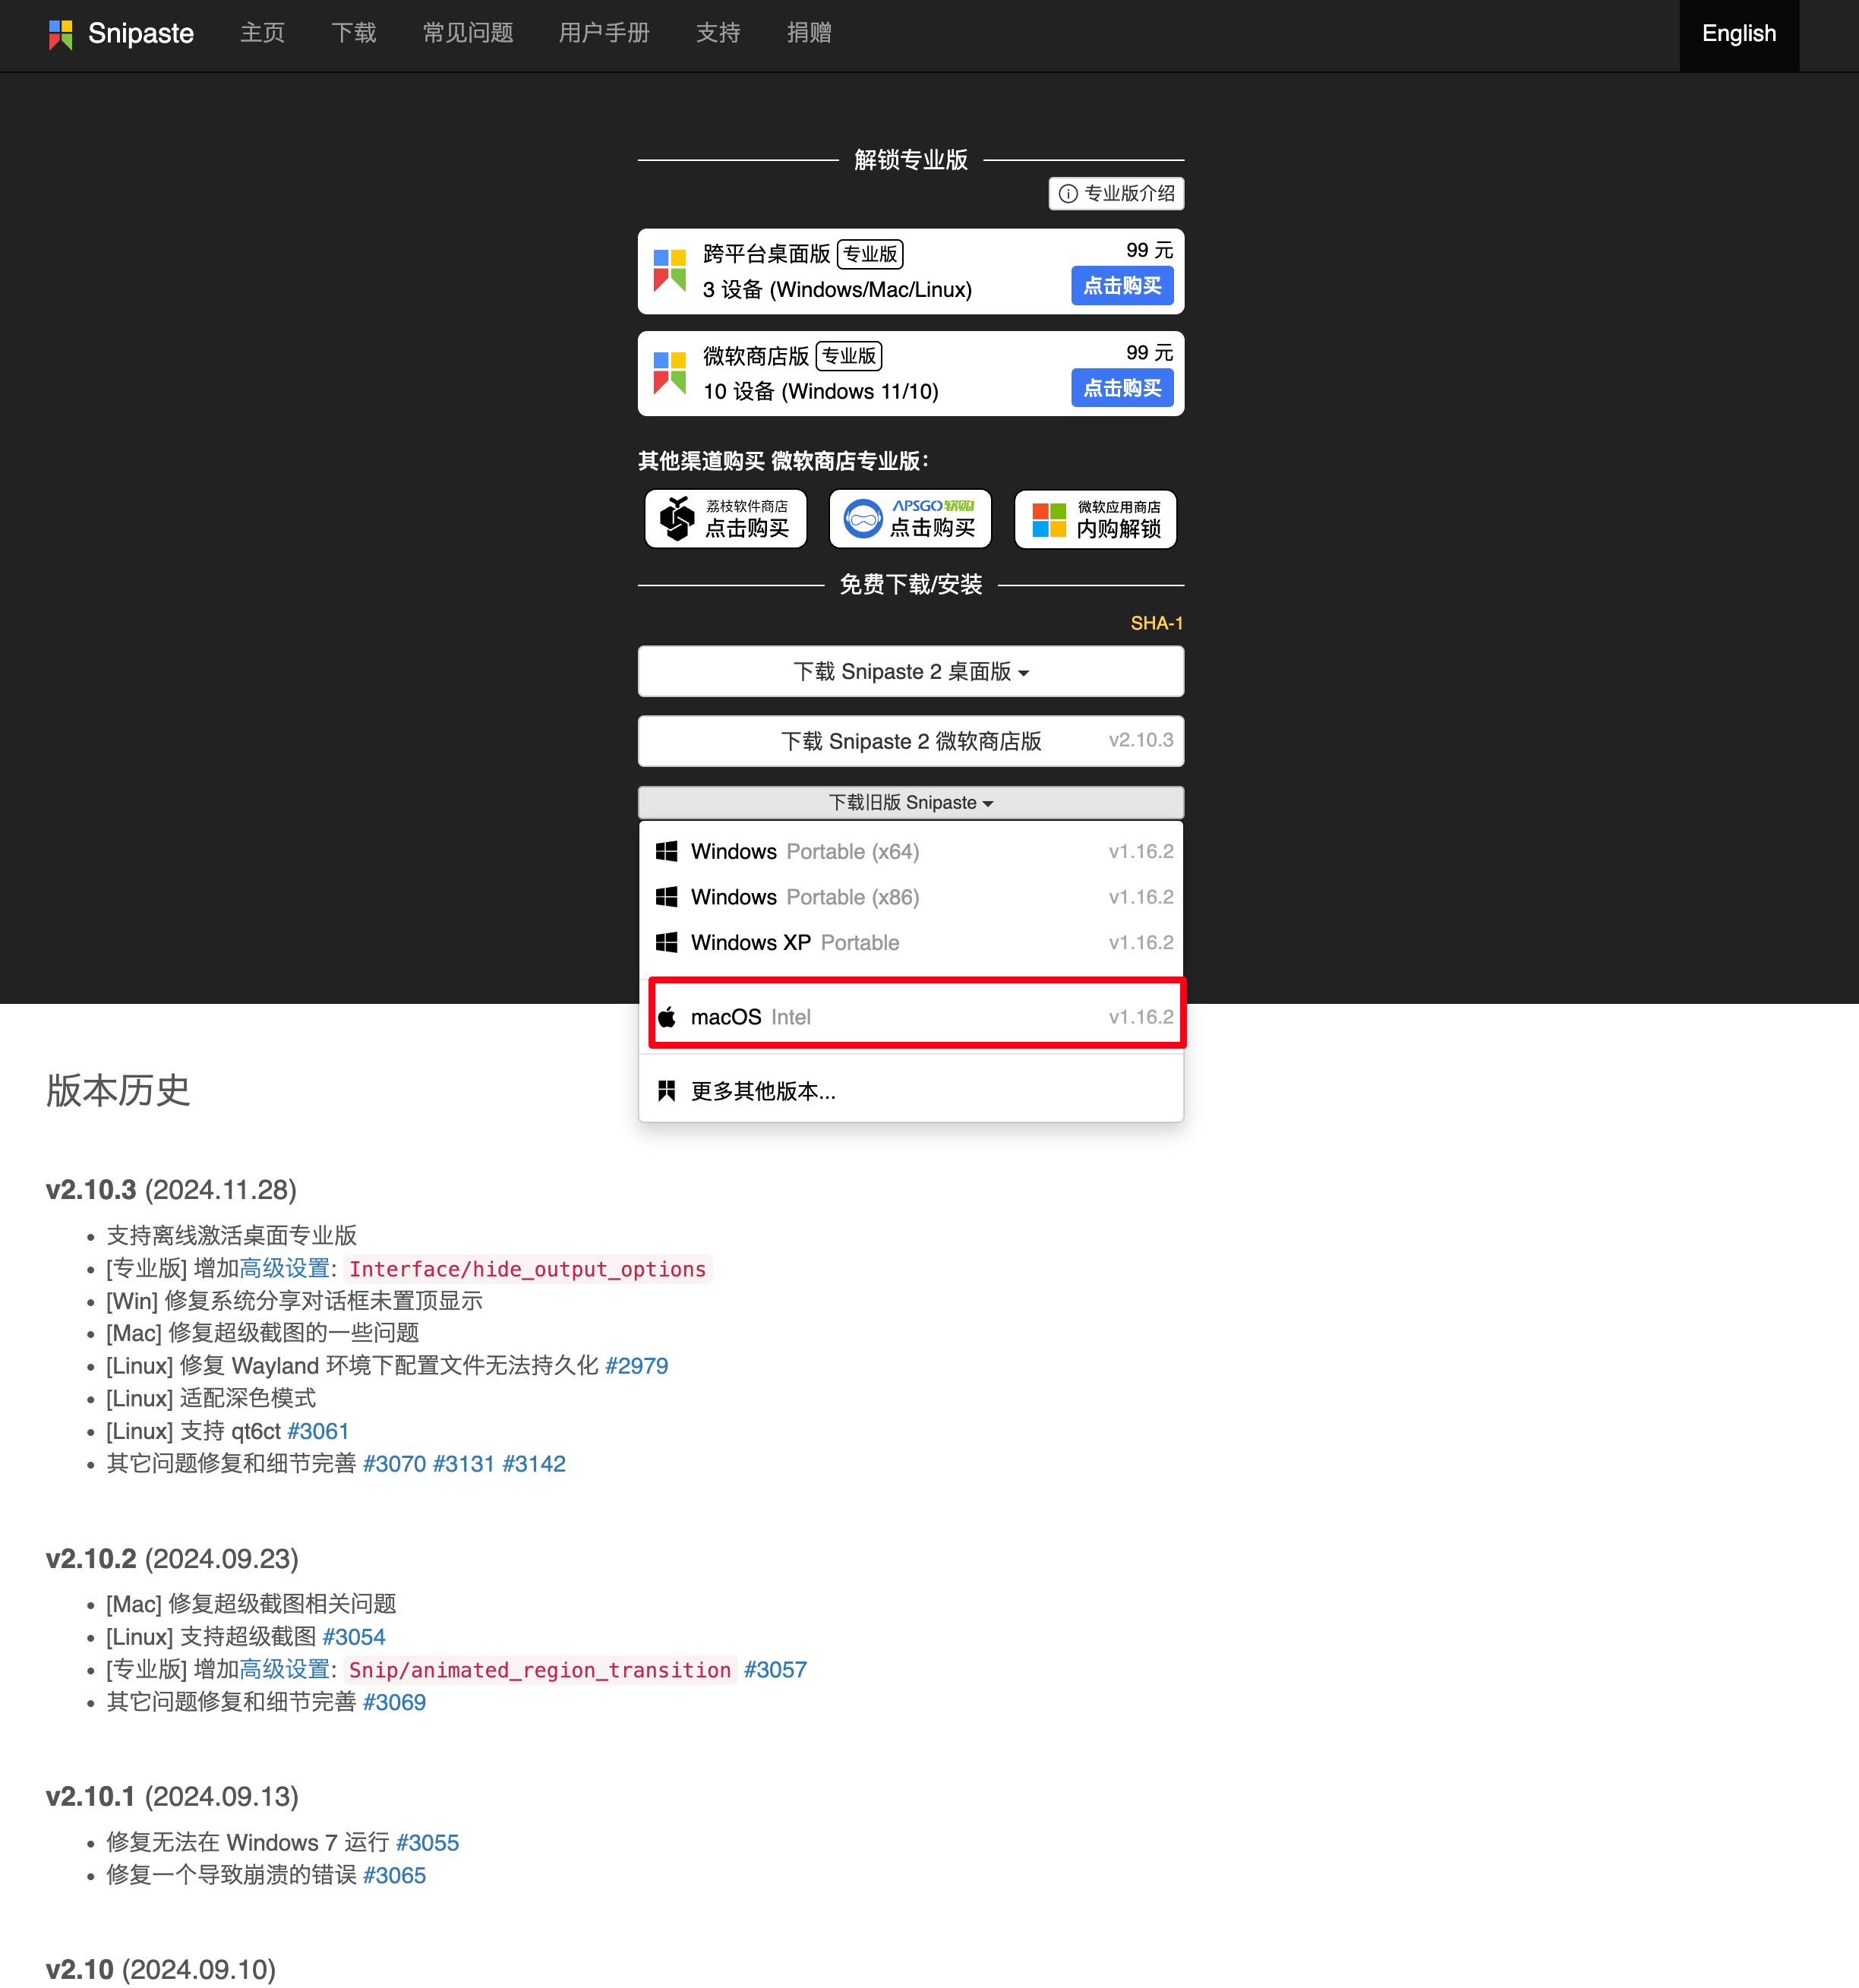 Snipaste 主页 下载 常见问题 用户手册 支持 捐赠 English
解锁专业版
专业版介绍
跨平台桌面版 专业版 99 元
3 设备 (Windows/Mac/Linux) 点击购买
微软商店版 专业版 99 元
10 设备 (Windows 11/10) 点击购买
其他渠道购买 微软商店专业版：
荔枝软件商店 APSGO软购 微软应用商店
点击购买 点击购买 内购解锁
免费下载/安装
SHA-1
下载 Snipaste 2 桌面版
下载 Snipaste 2 微软商店版 v2.10.3
下载旧版 Snipaste
Windows Portable (x64) v1.16.2
Windows Portable (x86) v1.16.2
Windows XP Portable v1.16.2
macOS Intel v1.16.2
更多其他版本...
版本历史
v2.10.3 (2024.11.28)
支持离线激活桌面专业版
[专业版] 增加高级设置: Interface/hide_output_options
[Win] 修复系统分享对话框未置顶显示
[Mac] 修复超级截图的一些问题
[Linux] 修复 Wayland 环境下配置文件无法持久化 #2979
[Linux] 适配深色模式
[Linux] 支持 qt6ct #3061
其它问题修复和细节完善 #3070 #3131 #3142
v2.10.2 (2024.09.23)
[Mac] 修复超级截图相关问题
[Linux] 支持超级截图 #3054
[专业版] 增加高级设置: Snip/animated_region_transition #3057
其它问题修复和细节完善 #3069
v2.10.1 (2024.09.13)
修复无法在 Windows 7 运行 #3055
修复一个导致崩溃的错误 #3065
v2.10 (2024.09.10)